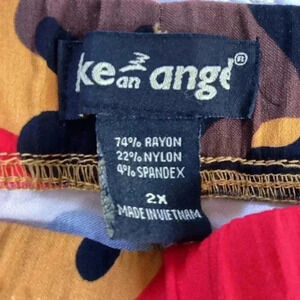 ke an ange
®
74% RAYON
22% NYLON
4% SPANDEX
2X
MADE IN VIETNAM